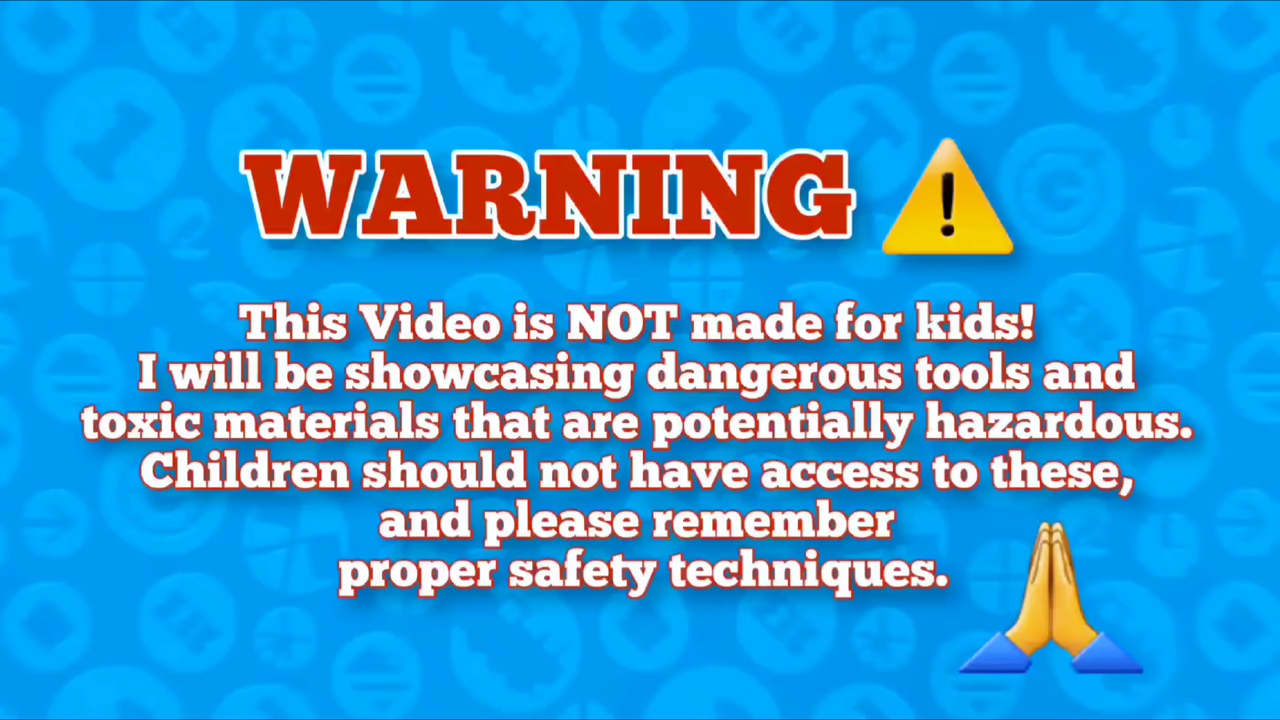 WARNING
This Video is NOT made for kids!
I will be showcasing dangerous tools and
toxic materials that are potentially hazardous.
Children should not have access to these,
and please remember
proper safety techniques.